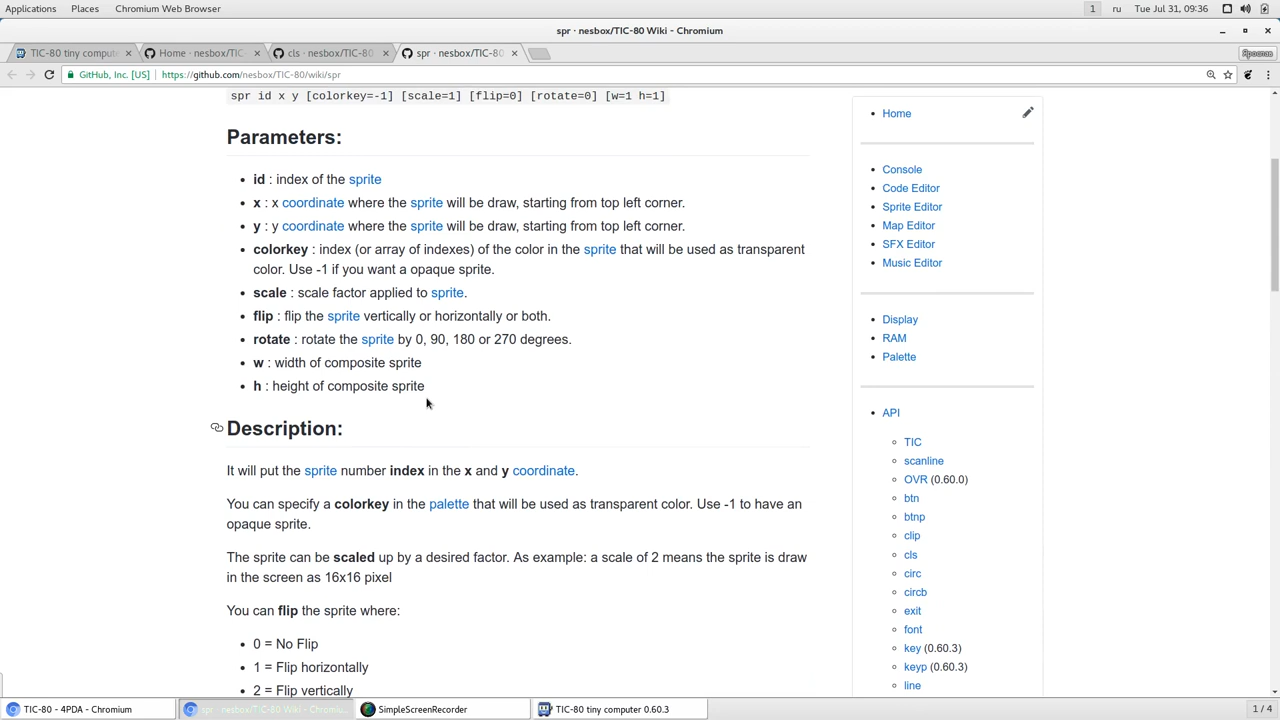 Applications Places Chromium Web Browser 1 ru Tue Jul 31, 09:36
spr · nesbox/TIC-80 Wiki - Chromium
TIC-80 tiny comput Home · nesbox/TIC cls · nesbox/TIC-80 spr · nesbox/TIC-80 Ярослав
GitHub, Inc. [US] https://github.com/nesbox/TIC-80/wiki/spr
spr id x y [colorkey=-1] [scale=1] [flip=0] [rotate=0] [w=1 h=1]
Parameters:
id : index of the sprite
x : x coordinate where the sprite will be draw, starting from top left corner.
y : y coordinate where the sprite will be draw, starting from top left corner.
colorkey : index (or array of indexes) of the color in the sprite that will be used as transparent
color. Use -1 if you want a opaque sprite.
scale : scale factor applied to sprite.
flip : flip the sprite vertically or horizontally or both.
rotate : rotate the sprite by 0, 90, 180 or 270 degrees.
w : width of composite sprite
h : height of composite sprite
Description:
It will put the sprite number index in the x and y coordinate.
You can specify a colorkey in the palette that will be used as transparent color. Use -1 to have an
opaque sprite.
The sprite can be scaled up by a desired factor. As example: a scale of 2 means the sprite is draw
in the screen as 16x16 pixel
You can flip the sprite where:
0 = No Flip
1 = Flip horizontally
2 = Flip vertically
Home
Console
Code Editor
Sprite Editor
Map Editor
SFX Editor
Music Editor
Display
RAM
Palette
API
TIC
scanline
OVR (0.60.0)
btn
btnp
clip
cls
circ
circb
exit
font
key (0.60.3)
keyp (0.60.3)
line
TIC-80 - 4PDA - Chromium spr · nesbox/TIC-80 Wiki - Chromiu... SimpleScreenRecorder TIC-80 tiny computer 0.60.3 1 / 4